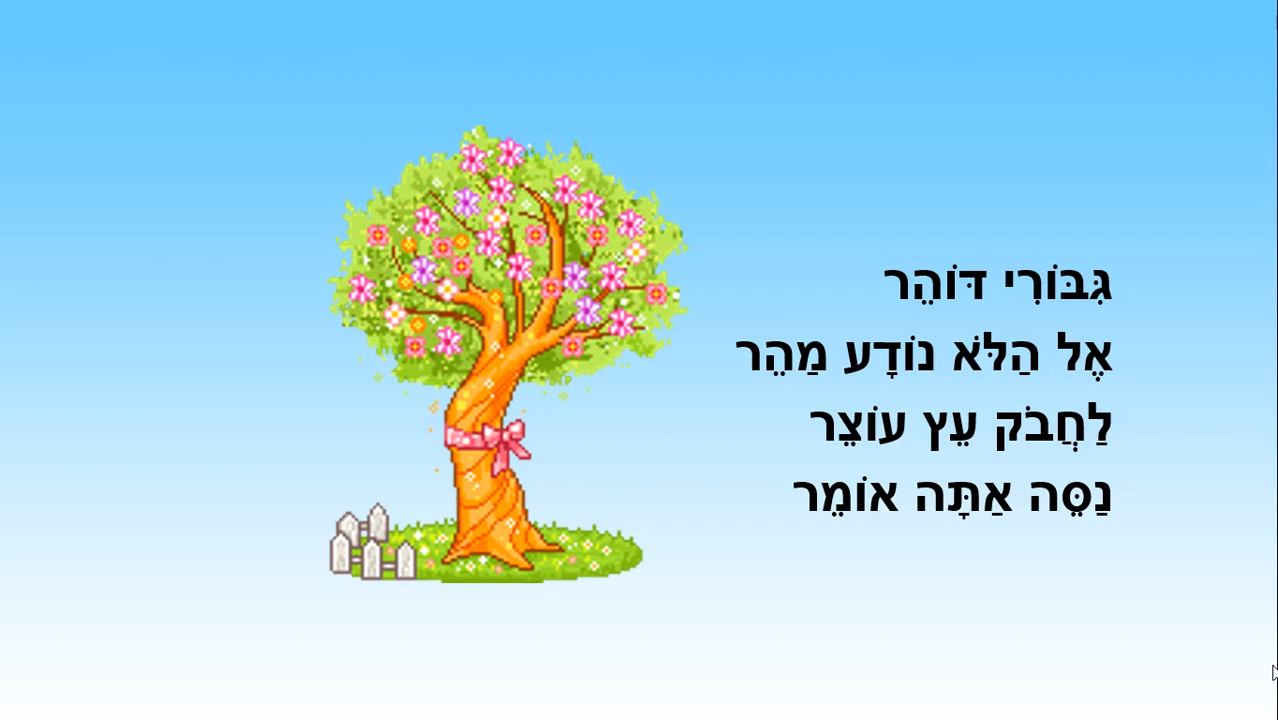 גִּבּוֹרִי דּוֹהֵר
אֶל הַלֹּא נוֹדָע מַהֵר
לַחֲבֹק עֵץ עוֹצֵר
נַסֵּה אַתָּה אוֹמֵר